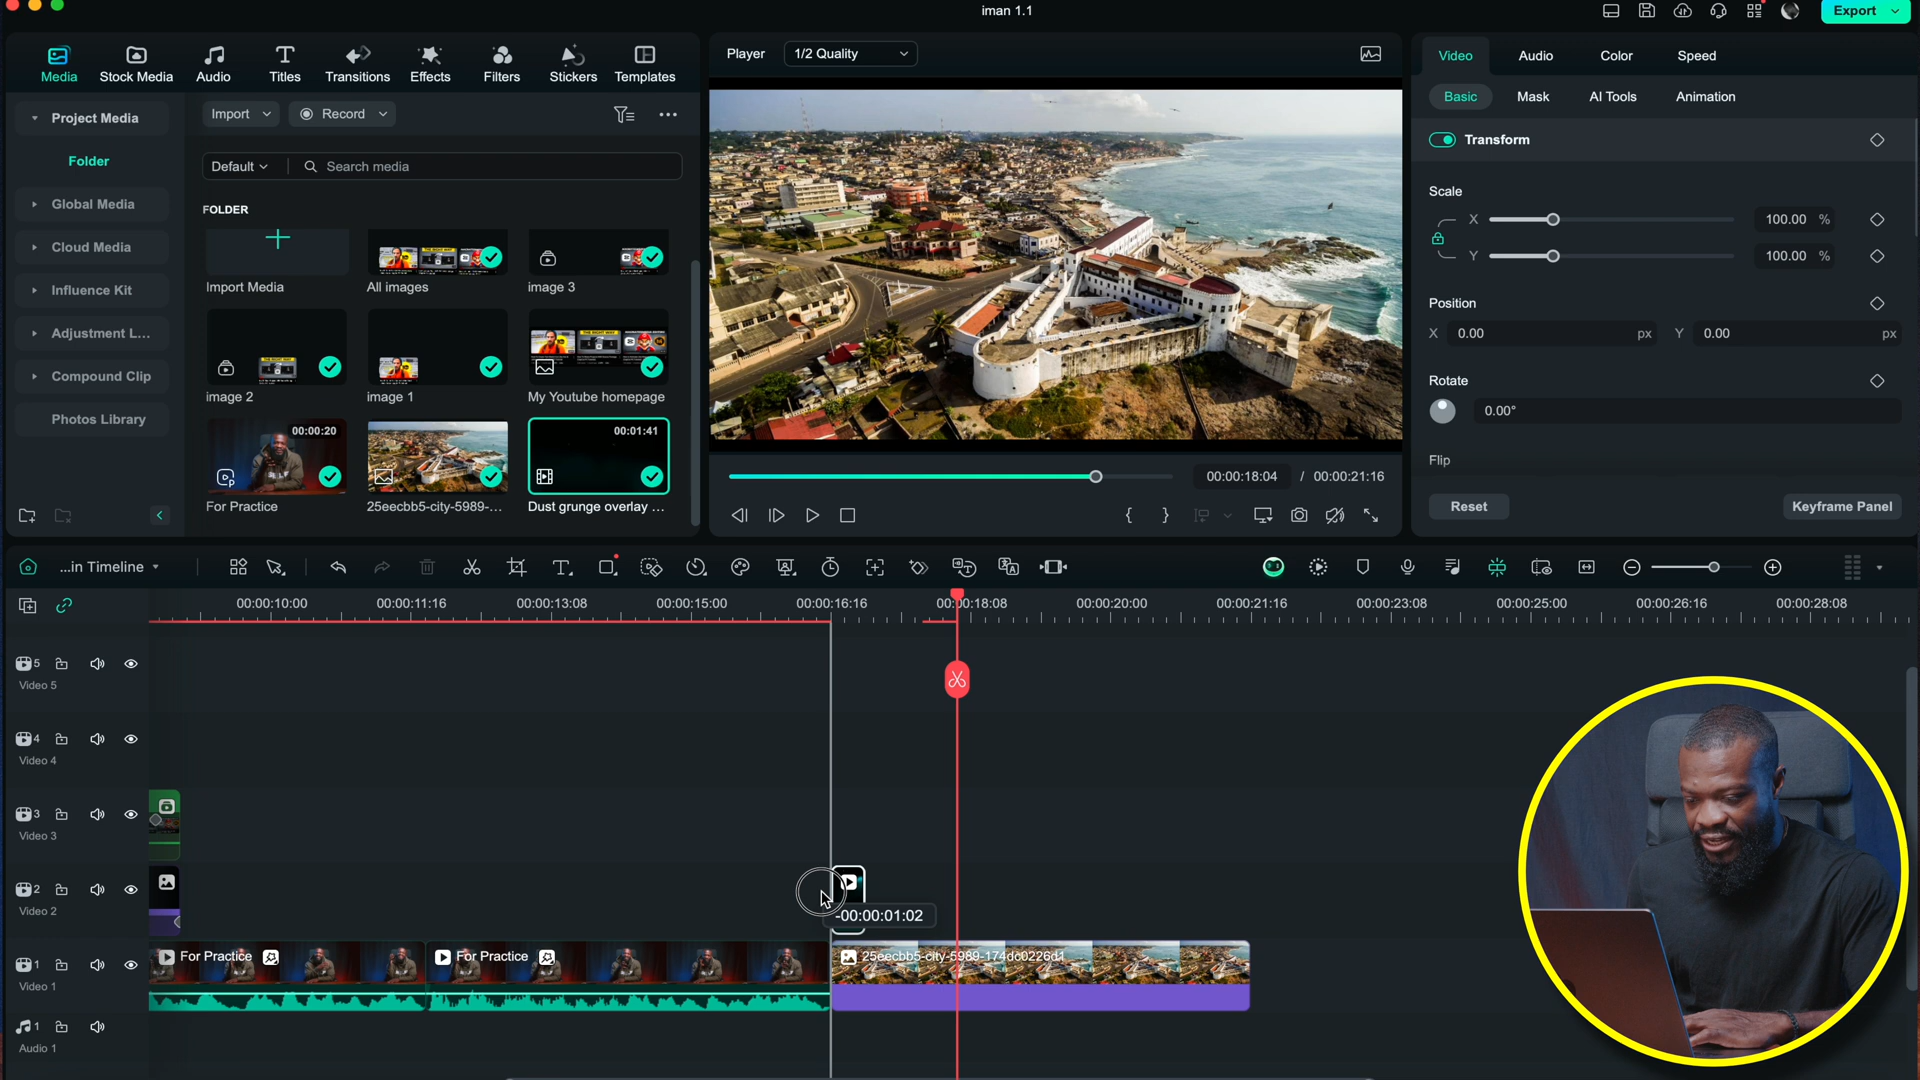 iman 1.1
Export
Media
Stock Media
Audio
Titles
Transitions
Effects
Filters
Stickers
Templates
Player
1/2 Quality
Video
Audio
Color
Speed
Project Media
Folder
Global Media
Cloud Media
Influence Kit
Adjustment L...
Compound Clip
Photos Library
Import
Record
Default
Search media
FOLDER
Import Media
All images
image 3
image 2
image 1
My Youtube homepage
00:00:20
00:01:41
For Practice
25eecbb5-city-5989-...
Dust grunge overlay ...
00:00:18:04 / 00:00:21:16
Basic
Mask
AI Tools
Animation
Transform
Scale
X 100.00 %
Y 100.00 %
Position
X 0.00 px Y 0.00 px
Rotate
0.00°
Flip
Reset
Keyframe Panel
...in Timeline
00:00:10:00
00:00:11:16
00:00:13:08
00:00:15:00
00:00:16:16
00:00:18:08
00:00:20:00
00:00:21:16
00:00:23:08
00:00:25:00
00:00:26:16
00:00:28:08
5
Video 5
4
Video 4
3
Video 3
2
Video 2
-00:00:01:02
1
Video 1
For Practice
For Practice
25eecbb5-city-5989-174dc0226d1
1
Audio 1